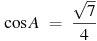 cos A = √7/4